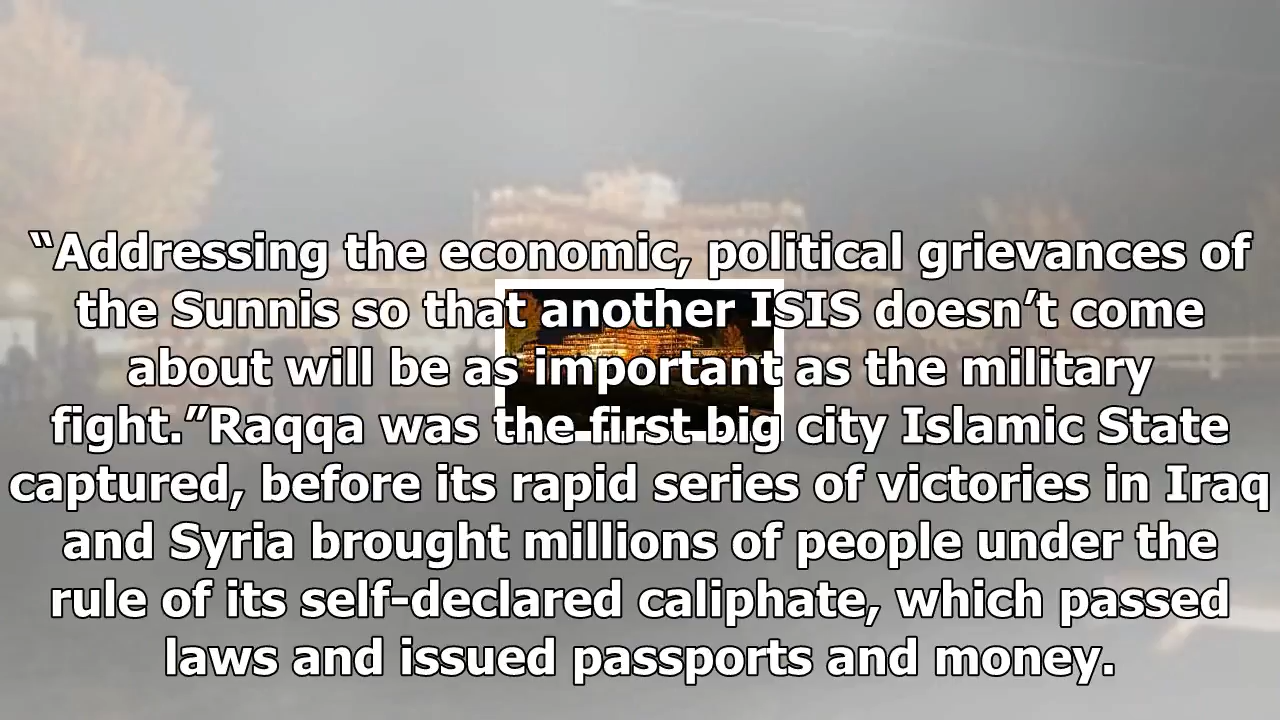 “Addressing the economic, political grievances of
the Sunnis so that another ISIS doesn’t come
about will be as important as the military
fight.”Raqqa was the first big city Islamic State
captured, before its rapid series of victories in Iraq
and Syria brought millions of people under the
rule of its self-declared caliphate, which passed
laws and issued passports and money.